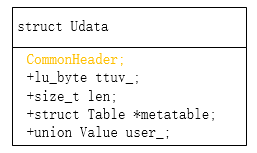 struct Udata
CommonHeader;
+lu_byte ttuv_;
+size_t len;
+struct Table *metatable;
+union Value user_;